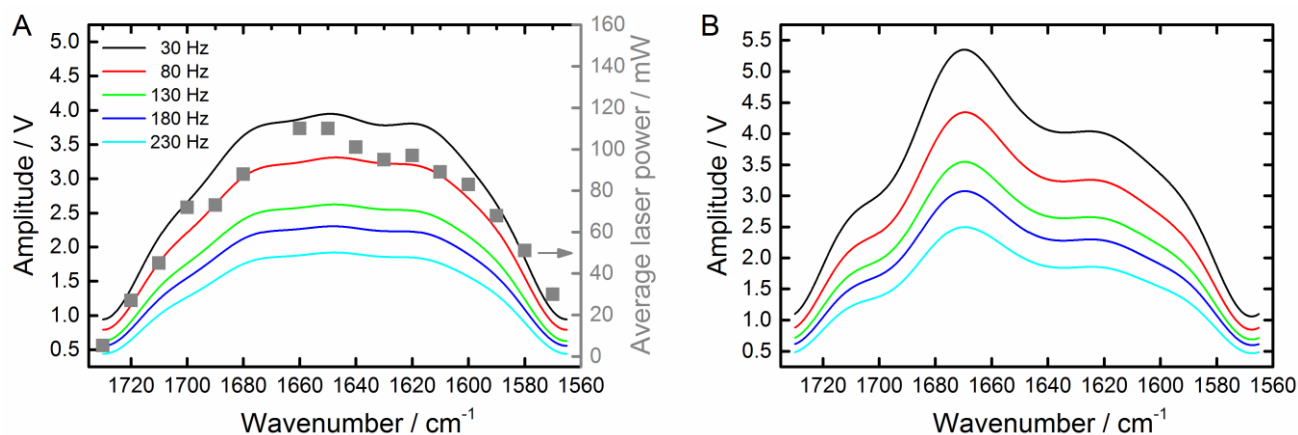 A
5.0
4.5
4.0
3.5
3.0
2.5
2.0
1.5
1.0
0.5
Amplitude / V
30 Hz
80 Hz
130 Hz
180 Hz
230 Hz
160
140
120
100
80
60
40
20
0
Average laser power / mW
1720 1700 1680 1660 1640 1620 1600 1580
Wavenumber / cm⁻¹
B
5.5
5.0
4.5
4.0
3.5
3.0
2.5
2.0
1.5
1.0
0.5
Amplitude / V
1720 1700 1680 1660 1640 1620 1600 1580 1560
Wavenumber / cm⁻¹